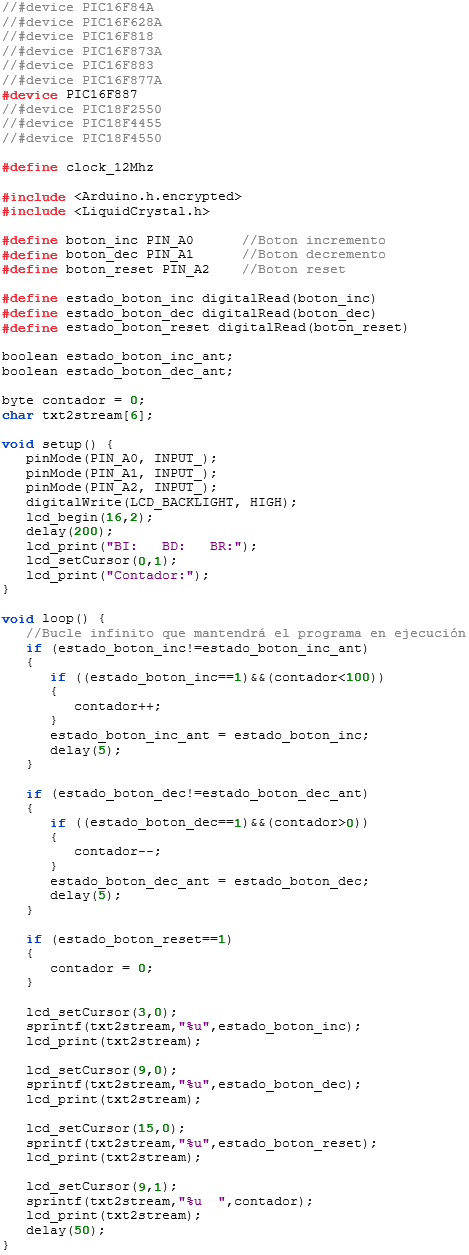 //#device PIC16F84A
//#device PIC16F628A
//#device PIC16F818
//#device PIC16F873A
//#device PIC16F883
//#device PIC16F877A
#device PIC16F887
//#device PIC18F2550
//#device PIC18F4455
//#device PIC18F4550

#define clock_12Mhz

#include <Arduino.h.encrypted>
#include <LiquidCrystal.h>

#define boton_inc PIN_A0      //Boton incremento
#define boton_dec PIN_A1      //Boton decremento
#define boton_reset PIN_A2    //Boton reset

#define estado_boton_inc digitalRead(boton_inc)
#define estado_boton_dec digitalRead(boton_dec)
#define estado_boton_reset digitalRead(boton_reset)

boolean estado_boton_inc_ant;
boolean estado_boton_dec_ant;

byte contador = 0;
char txt2stream[6];

void setup() {
   pinMode(PIN_A0, INPUT_);
   pinMode(PIN_A1, INPUT_);
   pinMode(PIN_A2, INPUT_);
   digitalWrite(LCD_BACKLIGHT, HIGH);
   lcd_begin(16,2);
   delay(200);
   lcd_print("BI:   BD:   BR:");
   lcd_setCursor(0,1);
   lcd_print("Contador:");
}

void loop() {
   //Bucle infinito que mantendrá el programa en ejecución
   if (estado_boton_inc!=estado_boton_inc_ant)
   {
      if ((estado_boton_inc==1)&&(contador<100))
      {
         contador++;
      }
      estado_boton_inc_ant = estado_boton_inc;
      delay(5);
   }

   if (estado_boton_dec!=estado_boton_dec_ant)
   {
      if ((estado_boton_dec==1)&&(contador>0))
      {
         contador--;
      }
      estado_boton_dec_ant = estado_boton_dec;
      delay(5);
   }

   if (estado_boton_reset==1)
   {
      contador = 0;
   }

   lcd_setCursor(3,0);
   sprintf(txt2stream,"%u",estado_boton_inc);
   lcd_print(txt2stream);

   lcd_setCursor(9,0);
   sprintf(txt2stream,"%u",estado_boton_dec);
   lcd_print(txt2stream);

   lcd_setCursor(15,0);
   sprintf(txt2stream,"%u",estado_boton_reset);
   lcd_print(txt2stream);

   lcd_setCursor(9,1);
   sprintf(txt2stream,"%u  ",contador);
   lcd_print(txt2stream);
   delay(50);
}